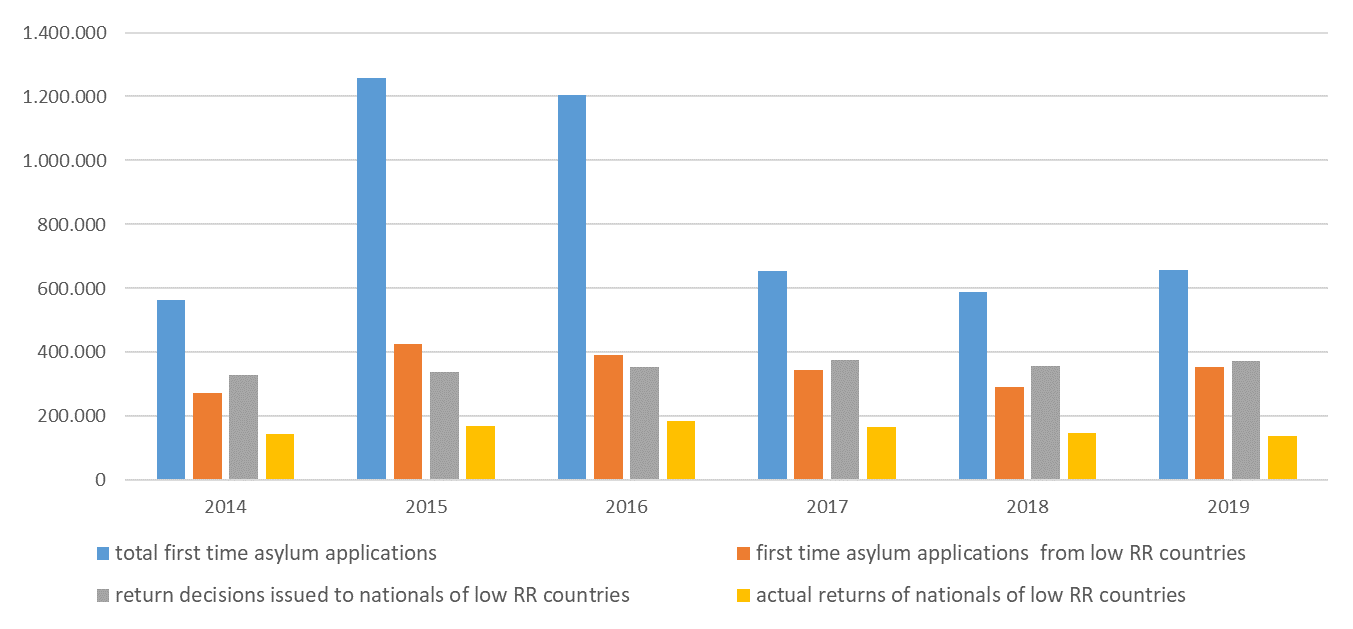 1.400.000
1.200.000
1.000.000
800.000
600.000
400.000
200.000
0
2014 2015 2016 2017 2018 2019
total first time asylum applications
first time asylum applications  from low RR countries
return decisions issued to nationals of low RR countries
actual returns of nationals of low RR countries